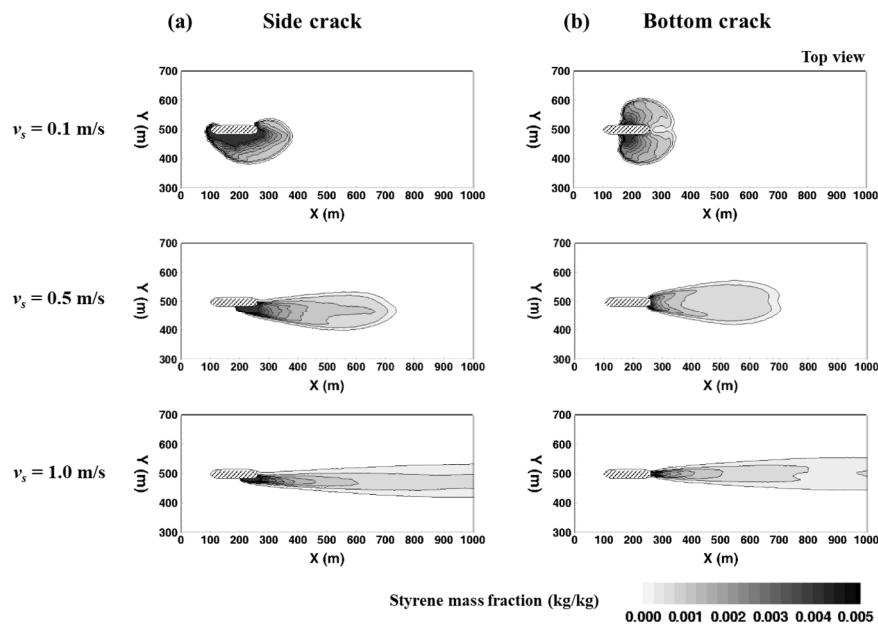 (a) Side crack (b) Bottom crack
Top view
vs = 0.1 m/s
700
600
500
400
300
Y (m)
0 100 200 300 400 500 600 700 800 900 1000
X (m)
700
600
500
400
300
Y (m)
0 100 200 300 400 500 600 700 800 900 1000
X (m)
vs = 0.5 m/s
700
600
500
400
300
Y (m)
0 100 200 300 400 500 600 700 800 900 1000
X (m)
700
600
500
400
300
Y (m)
0 100 200 300 400 500 600 700 800 900 1000
X (m)
vs = 1.0 m/s
700
600
500
400
300
Y (m)
0 100 200 300 400 500 600 700 800 900 1000
X (m)
700
600
500
400
300
Y (m)
0 100 200 300 400 500 600 700 800 900 1000
X (m)
Styrene mass fraction (kg/kg)
0.000 0.001 0.002 0.003 0.004 0.005